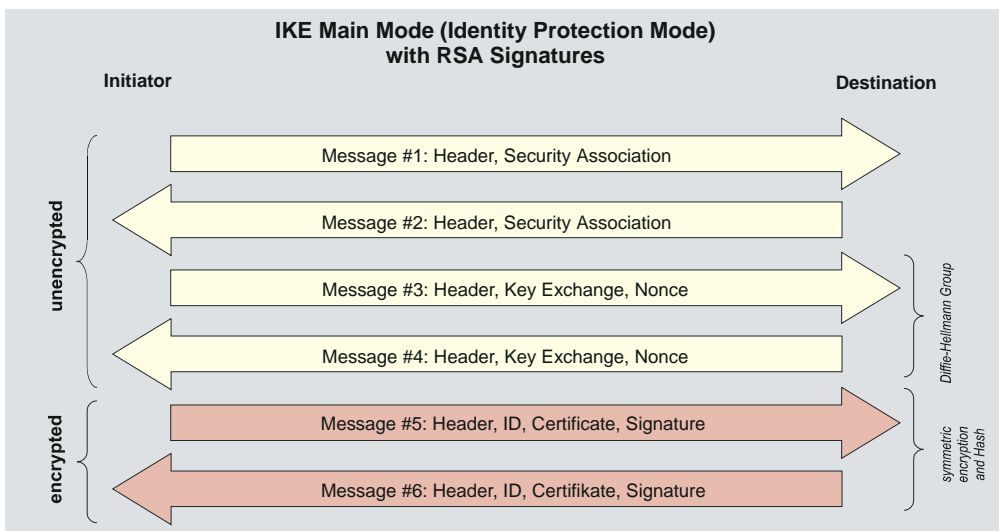 IKE Main Mode (Identity Protection Mode)
with RSA Signatures
Initiator
Destination
unencrypted
Message #1: Header, Security Association
Message #2: Header, Security Association
Message #3: Header, Key Exchange, Nonce
Message #4: Header, Key Exchange, Nonce
Diffie-Hellmann Group
encrypted
Message #5: Header, ID, Certificate, Signature
Message #6: Header, ID, Certifikate, Signature
symmetric
encryption
and Hash